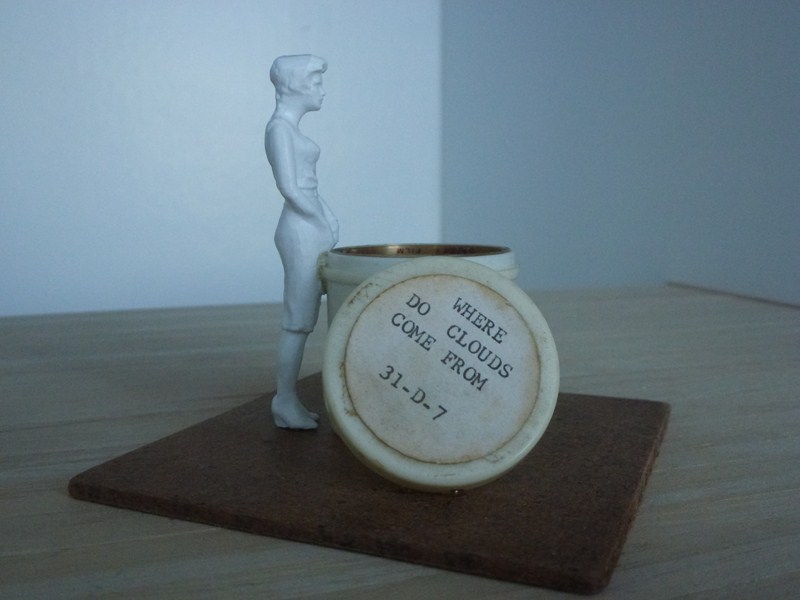 WHERE
DO CLOUDS
COME FROM
31-D-7